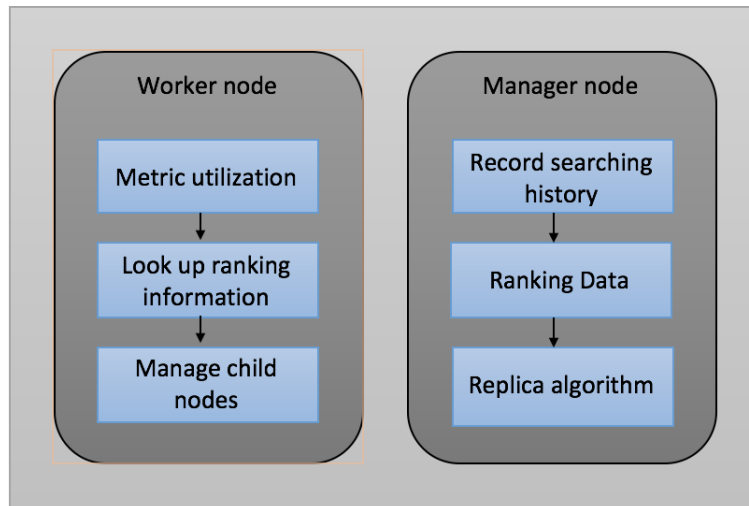 Worker node
Metric utilization
Look up ranking
information
Manage child
nodes
Manager node
Record searching
history
Ranking Data
Replica algorithm